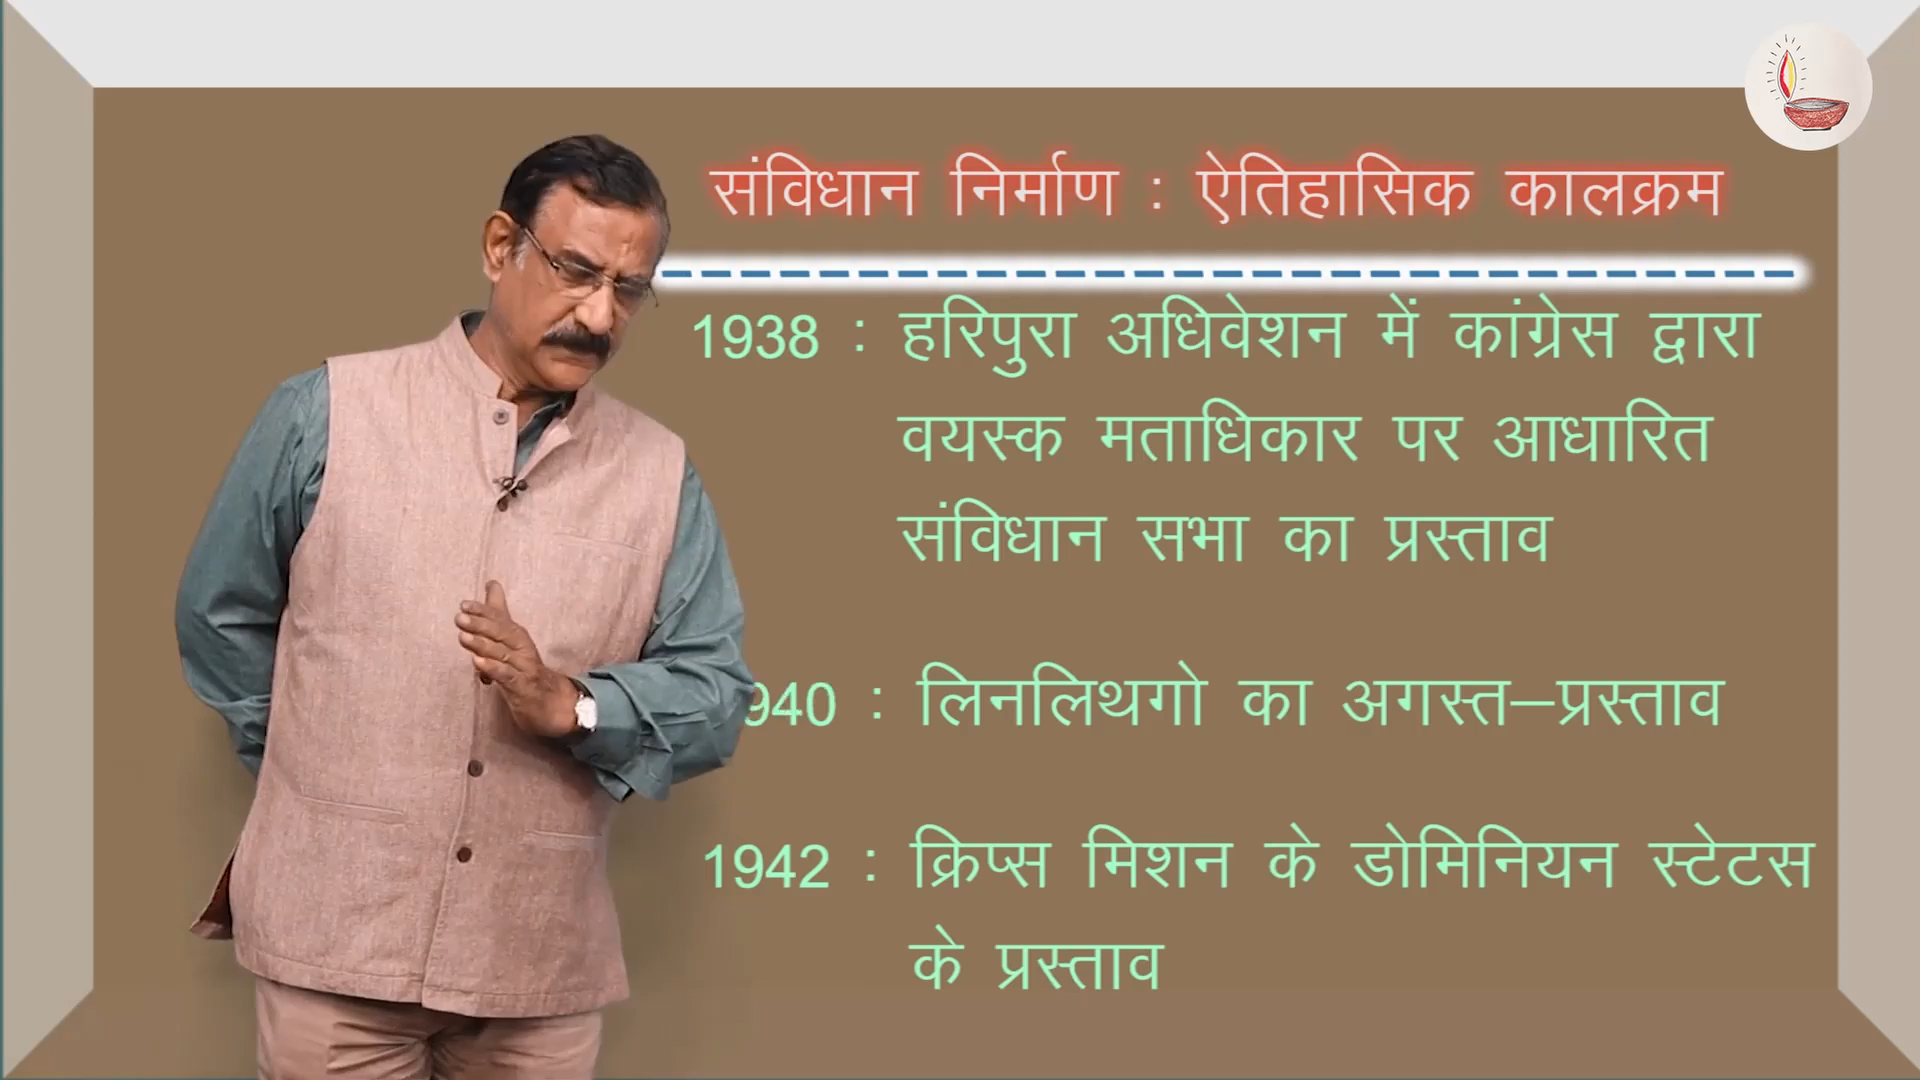 संविधान निर्माण : ऐतिहासिक कालक्रम
1938 : हरिपुरा अधिवेशन में कांग्रेस द्वारा
वयस्क मताधिकार पर आधारित
संविधान सभा का प्रस्ताव
940 : लिनलिथगो का अगस्त–प्रस्ताव
1942 : क्रिप्स मिशन के डोमिनियन स्टेटस
के प्रस्ताव